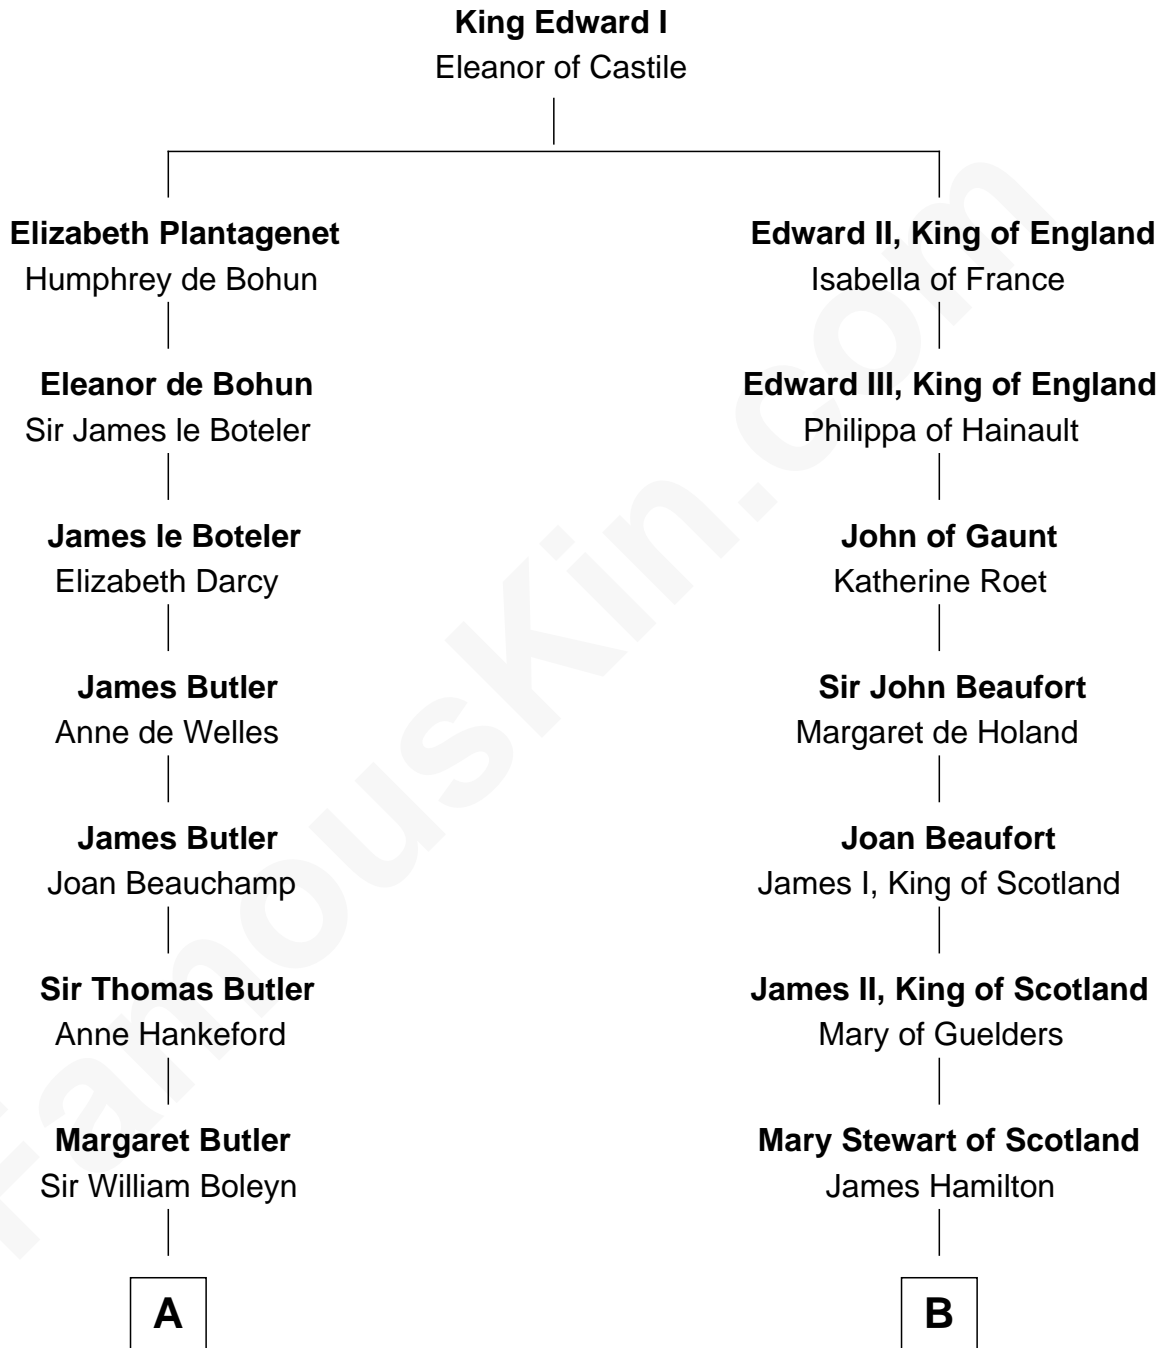 King Edward I
Eleanor of Castile
Elizabeth Plantagenet
Humphrey de Bohun
Edward II, King of England
Isabella of France
Eleanor de Bohun
Sir James le Boteler
Edward III, King of England
Philippa of Hainault
James le Boteler
Elizabeth Darcy
John of Gaunt
Katherine Roet
James Butler
Anne de Welles
Sir John Beaufort
Margaret de Holand
James Butler
Joan Beauchamp
Joan Beaufort
James I, King of Scotland
Sir Thomas Butler
Anne Hankeford
James II, King of Scotland
Mary of Guelders
Margaret Butler
Sir William Boleyn
Mary Stewart of Scotland
James Hamilton
A
B
FamousKin.com